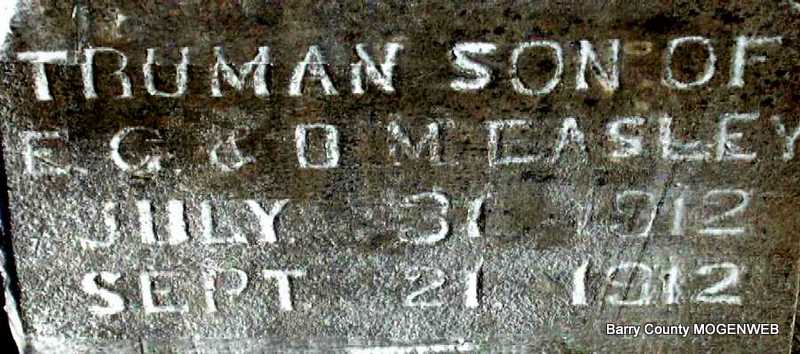 TRUMAN SON OF
E. G. & O. M. EASLEY
JULY 31 1912
SEPT. 21 1912
Barry County MOGENWEB